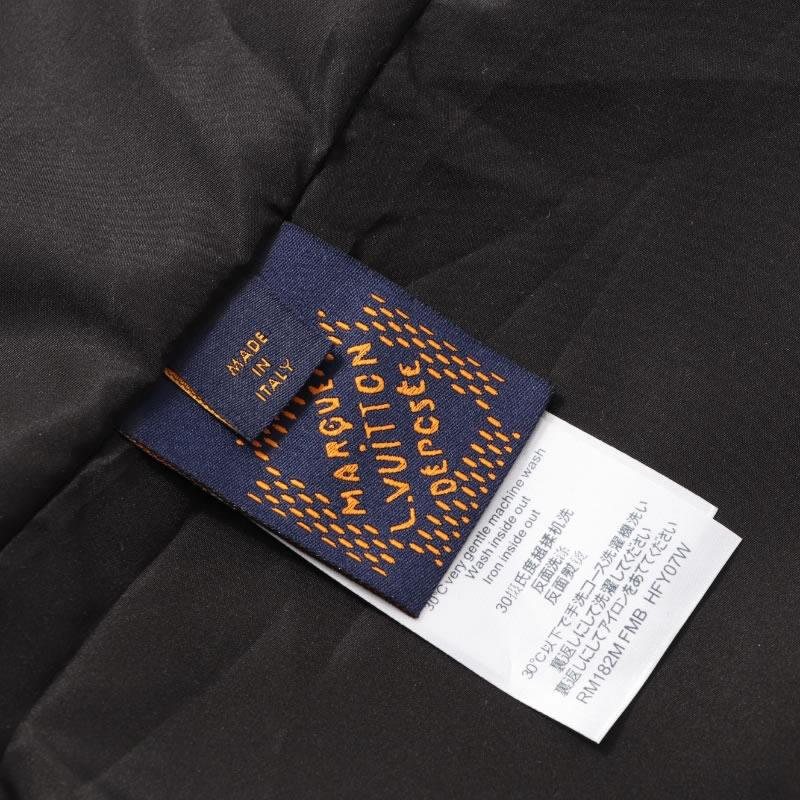 MADE
IN
ITALY
MARQUE
L.VUITTON
DEPOSÉE
30℃ very gentle machine wash
Wash inside out
Iron inside out
30摄氏度超柔机洗
反面洗涤
反面熨烫
30℃以下で手洗コース洗濯機洗い
裏返しにして洗濯してください
裏返しにしてアイロンをあててください
RM182M FMB HFY07W